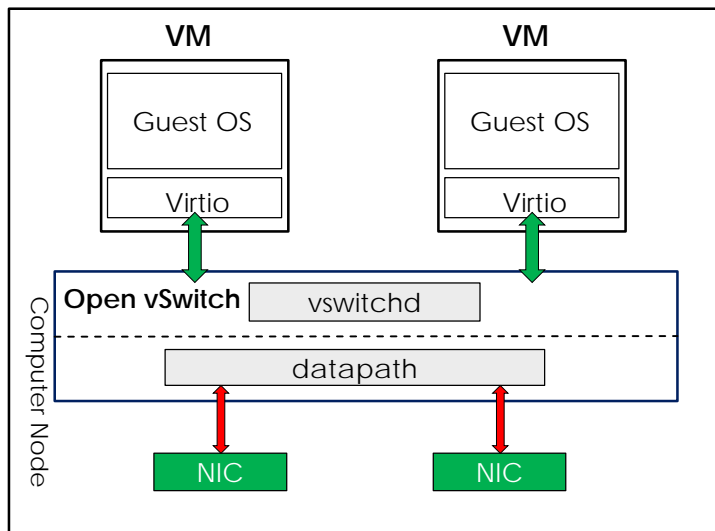 VM
VM
Guest OS
Guest OS
Virtio
Virtio
Open vSwitch
vswitchd
datapath
NIC
NIC
Computer Node